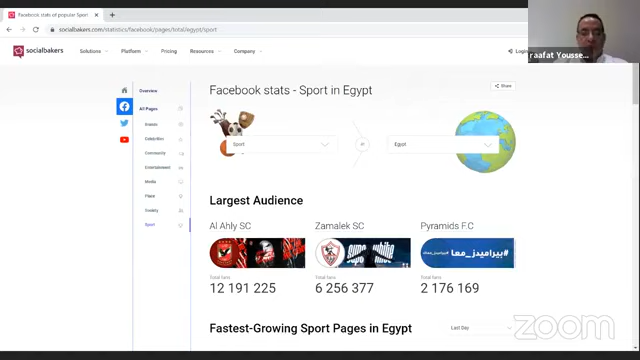 Facebook stats of popular Sport
socialbakers.com/statistics/facebook/pages/total/egypt/sport
raafat Yousse...
socialbakers
Solutions
Platform
Pricing
Resources
Company
Login
Overview
All Pages
Brands
Celebrities
Community
Entertainment
Media
Place
Society
Sport
Facebook stats - Sport in Egypt
Share
Sport
Egypt
Largest Audience
Al Ahly SC
Zamalek SC
Pyramids F.C
#بيراميدز_معا
Total fans
Total fans
Total fans
12 191 225
6 256 377
2 176 169
Fastest-Growing Sport Pages in Egypt
Last Day
zoom